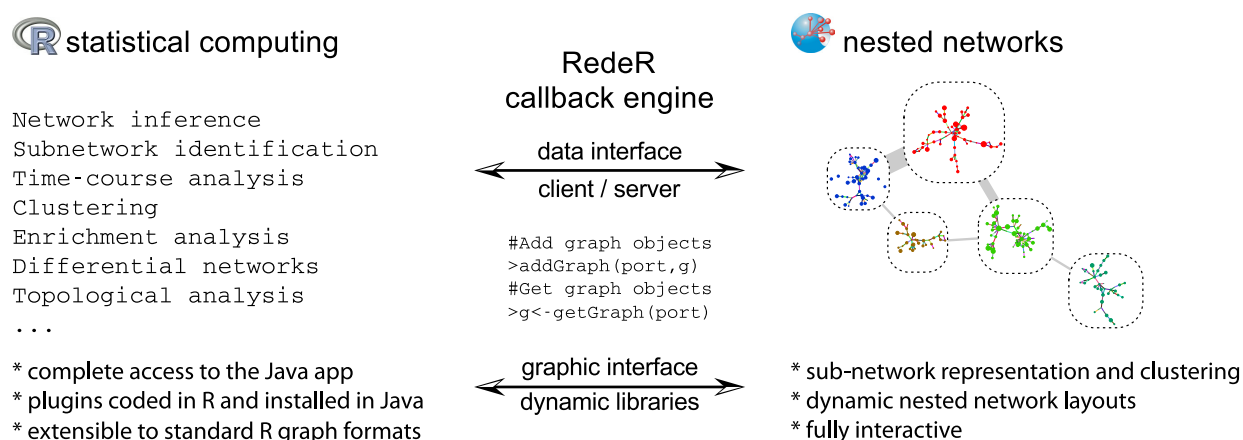 R statistical computing
Network inference
Subnetwork identification
Time-course analysis
Clustering
Enrichment analysis
Differential networks
Topological analysis
...
* complete access to the Java app
* plugins coded in R and installed in Java
* extensible to standard R graph formats
RedeR
callback engine
data interface
client / server
#Add graph objects
>addGraph(port,g)
#Get graph objects
>g<-getGraph(port)
graphic interface
dynamic libraries
nested networks
* sub-network representation and clustering
* dynamic nested network layouts
* fully interactive